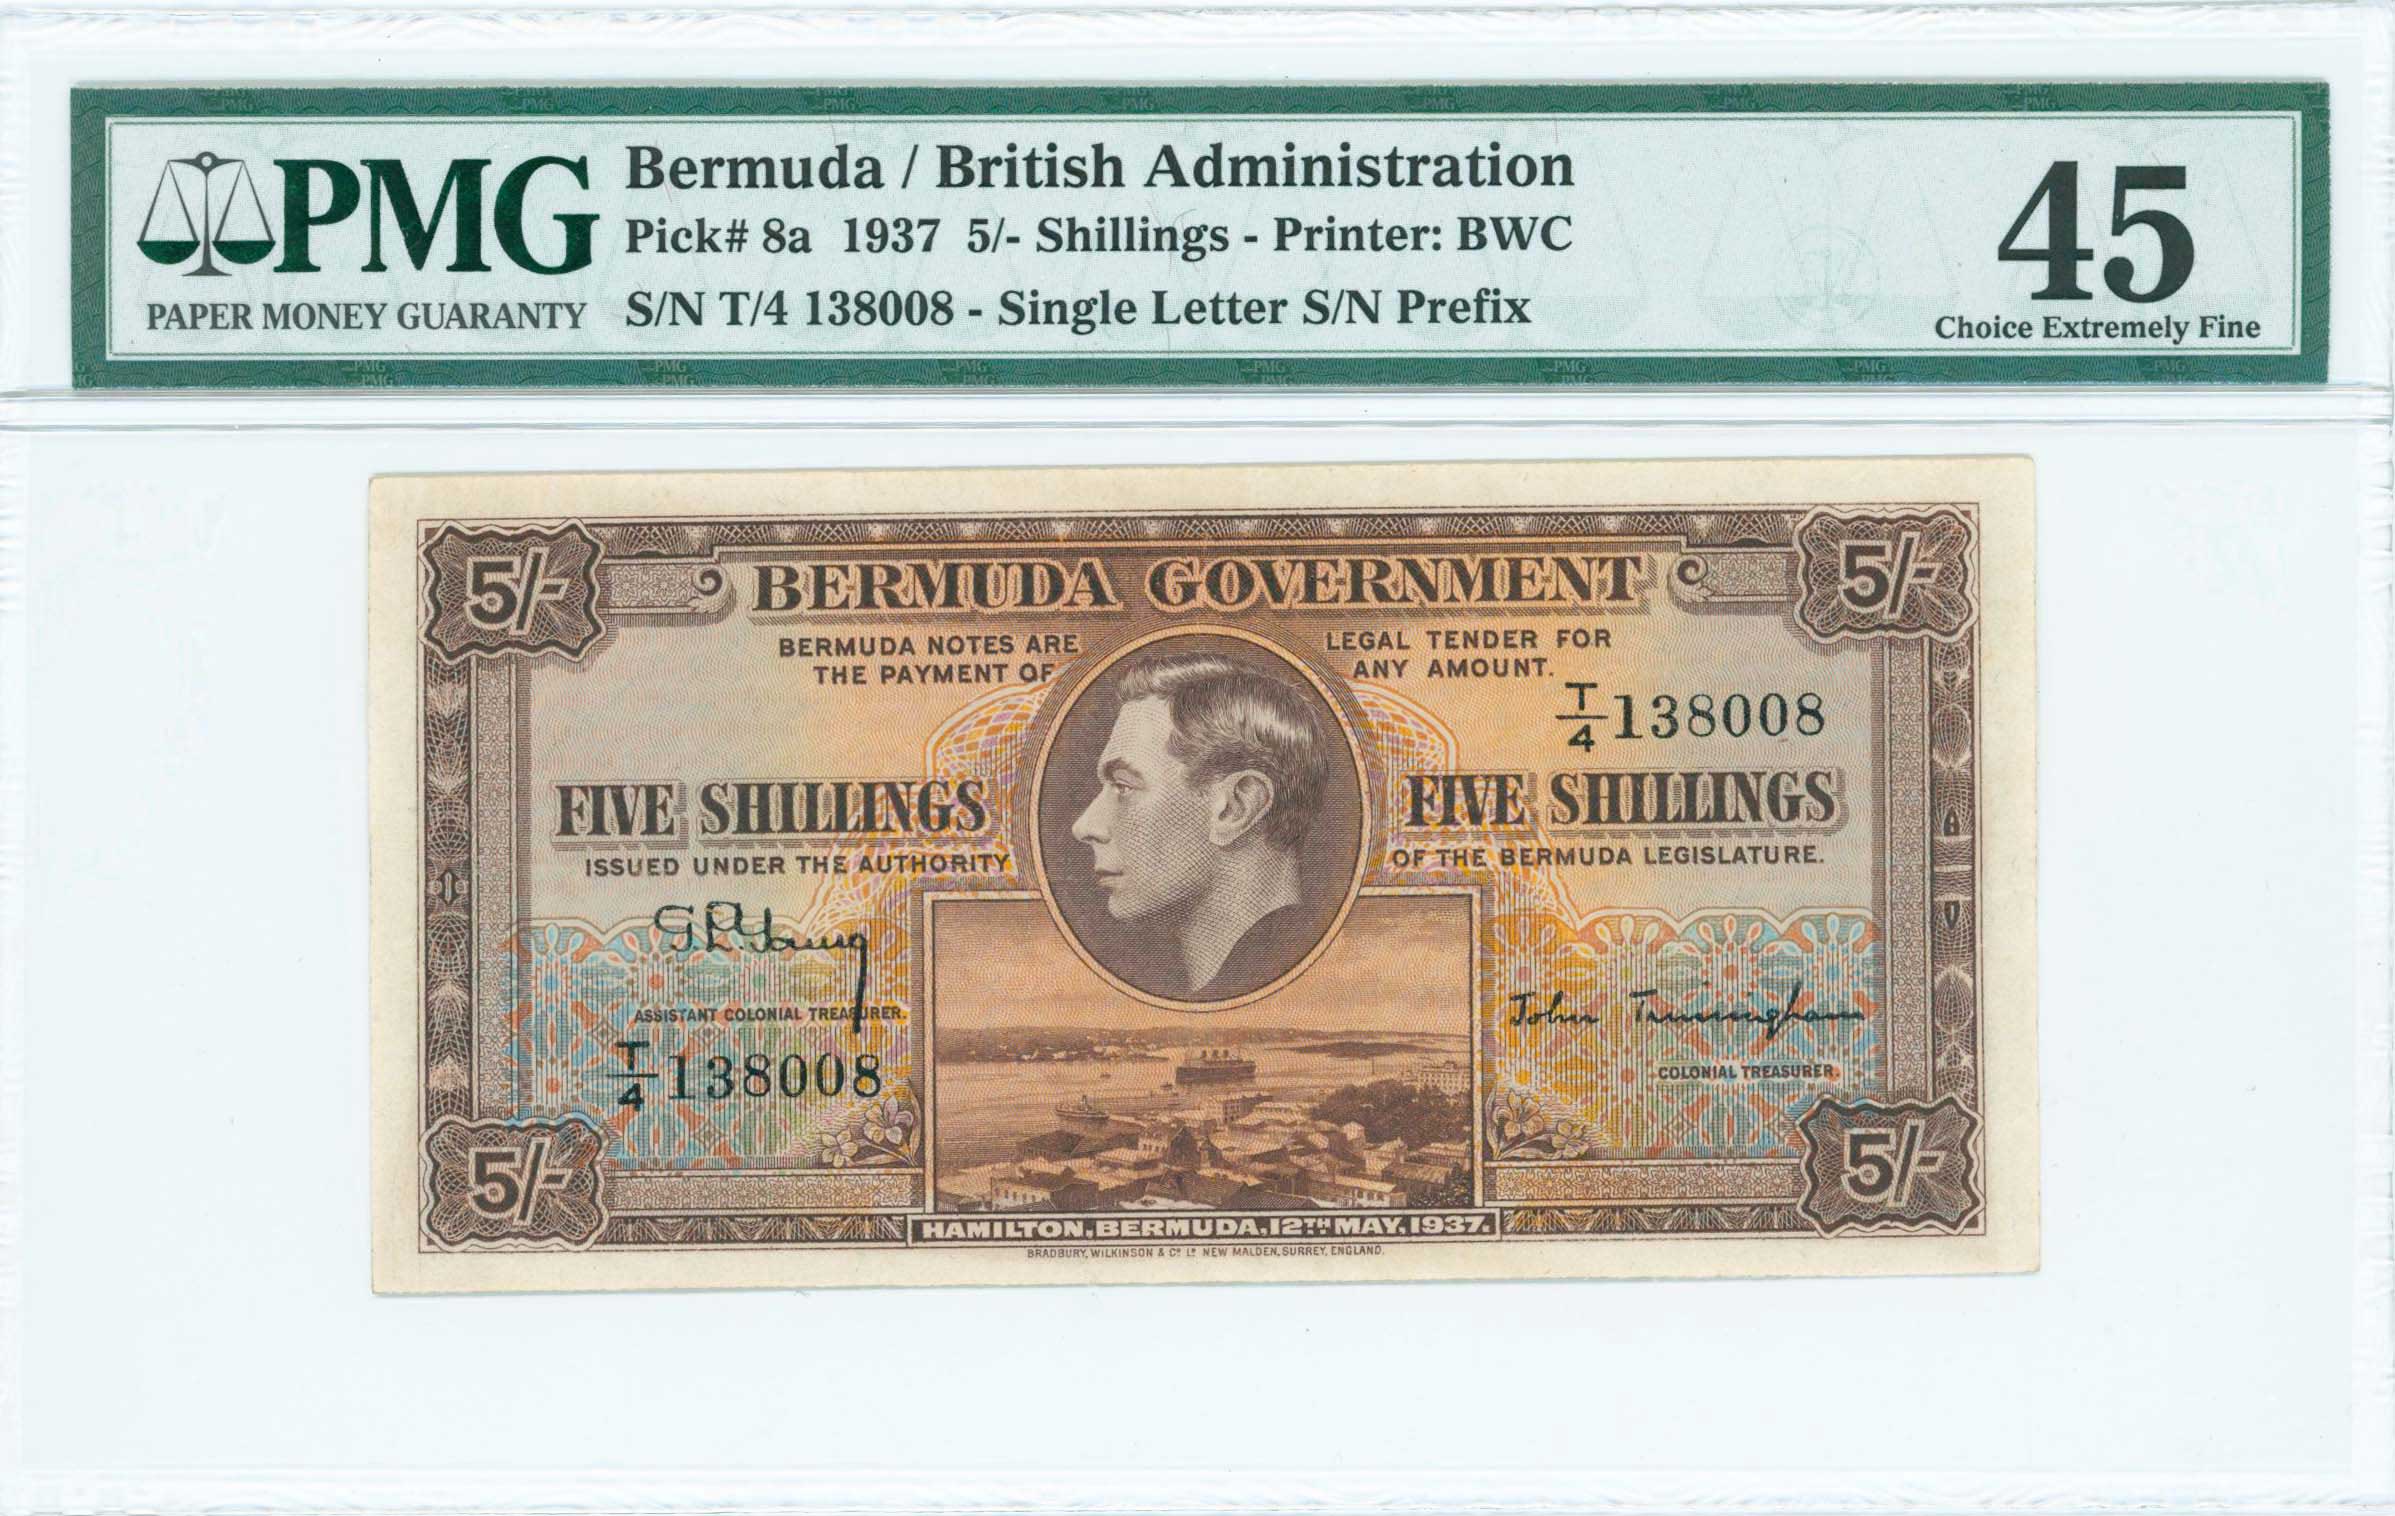 PMG
PAPER MONEY GUARANTY
Bermuda / British Administration
Pick# 8a 1937 5/- Shillings - Printer: BWC
S/N T/4 138008 - Single Letter S/N Prefix
45
Choice Extremely Fine
5/-
5/-
BERMUDA GOVERNMENT
BERMUDA NOTES ARE LEGAL TENDER FOR
THE PAYMENT OF ANY AMOUNT.
T/4 138008
FIVE SHILLINGS FIVE SHILLINGS
ISSUED UNDER THE AUTHORITY OF THE BERMUDA LEGISLATURE.
ASSISTANT COLONIAL TREASURER.
John Trimingham
COLONIAL TREASURER.
T/4 138008
5/-
5/-
HAMILTON, BERMUDA, 12TH MAY, 1937.
BRADBURY, WILKINSON & Co. Ld. NEW MALDEN, SURREY, ENGLAND.